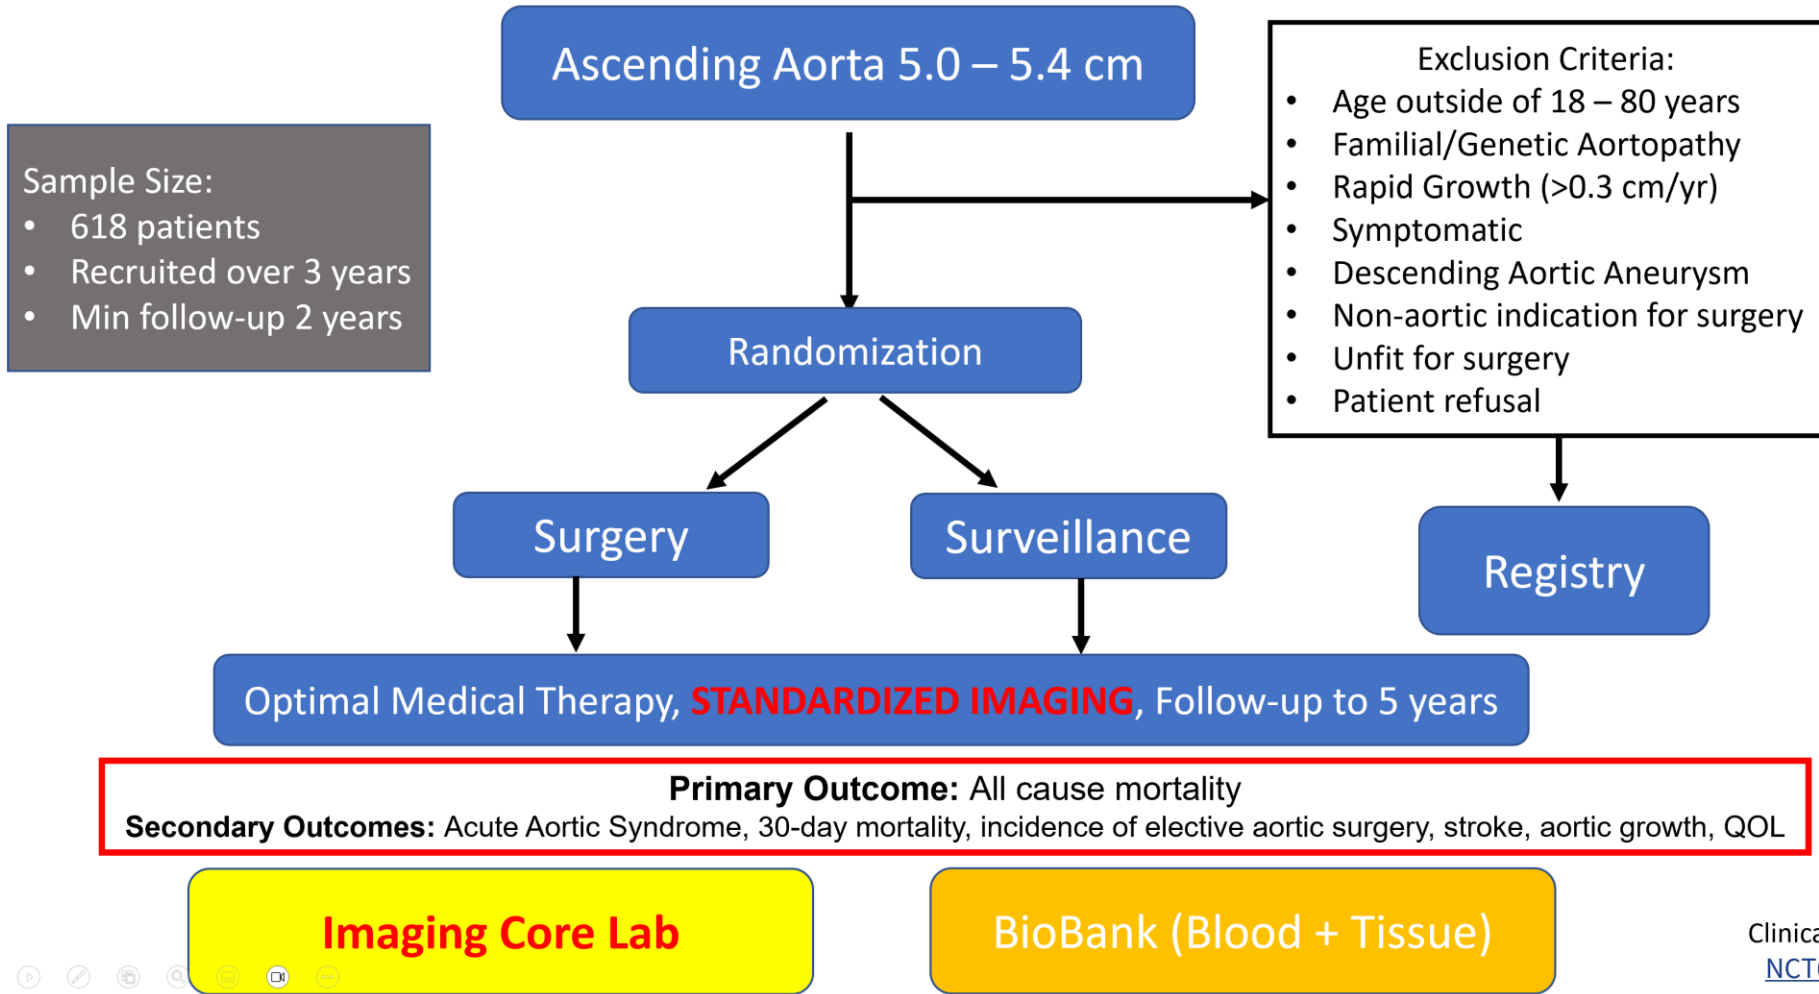 Ascending Aorta 5.0 – 5.4 cm
Sample Size:
• 618 patients
• Recruited over 3 years
• Min follow-up 2 years
Exclusion Criteria:
• Age outside of 18 – 80 years
• Familial/Genetic Aortopathy
• Rapid Growth (>0.3 cm/yr)
• Symptomatic
• Descending Aortic Aneurysm
• Non-aortic indication for surgery
• Unfit for surgery
• Patient refusal
Randomization
Surgery
Surveillance
Registry
Optimal Medical Therapy, STANDARDIZED IMAGING, Follow-up to 5 years
Primary Outcome: All cause mortality
Secondary Outcomes: Acute Aortic Syndrome, 30-day mortality, incidence of elective aortic surgery, stroke, aortic growth, QOL
Imaging Core Lab
BioBank (Blood + Tissue)